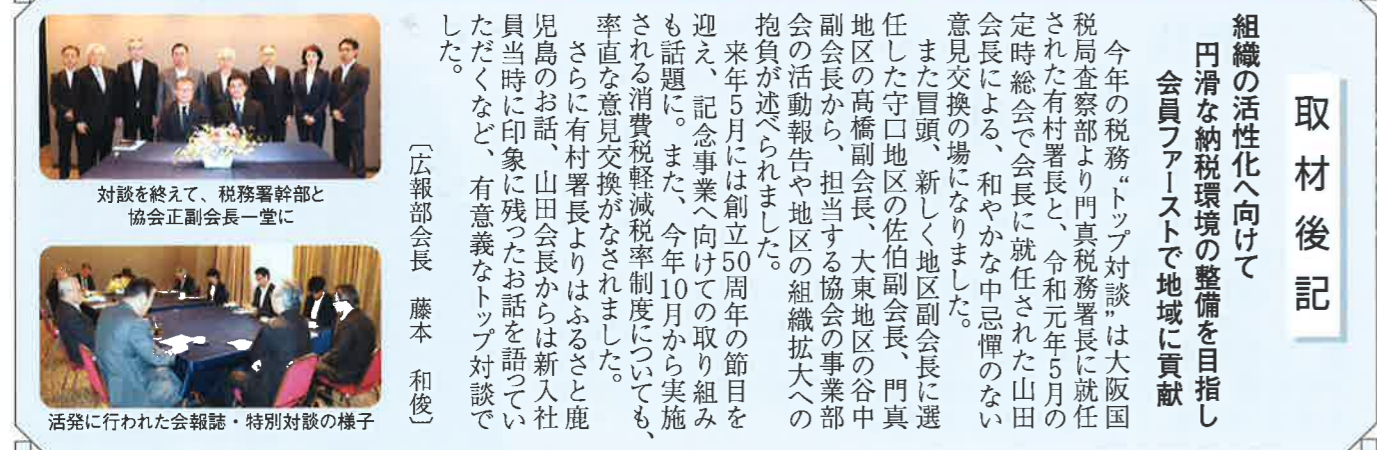 取材後記
組織の活性化へ向けて
円滑な納税環境の整備を目指し
会員ファーストで地域に貢献
今年の税務“トップ対談”は大阪国
税局査察部より門真税務署長に就任
された有村署長と、令和元年5月の
定時総会で会長に就任された山田
会長による、和やかな中忌憚のない
意見交換の場になりました。
また冒頭、新しく地区副会長に選
任した守口地区の佐伯副会長、門真
地区の髙橋副会長、大東地区の谷中
副会長から、担当する協会の事業部
会の活動報告や地区の組織拡大への
抱負が述べられました。
来年5月には創立50周年の節目を
迎え、記念事業へ向けての取り組み
も話題に。また、今年10月から実施
される消費税軽減税率制度についても、
率直な意見交換がなされました。
さらに有村署長よりはふるさと鹿
児島のお話、山田会長からは新入社
員当時に印象に残ったお話を語ってい
ただくなど、有意義なトップ対談で
した。
〔広報部会長 藤本 和俊〕
対談を終えて、税務署幹部と
協会正副会長一堂に
活発に行われた会報誌・特別対談の様子